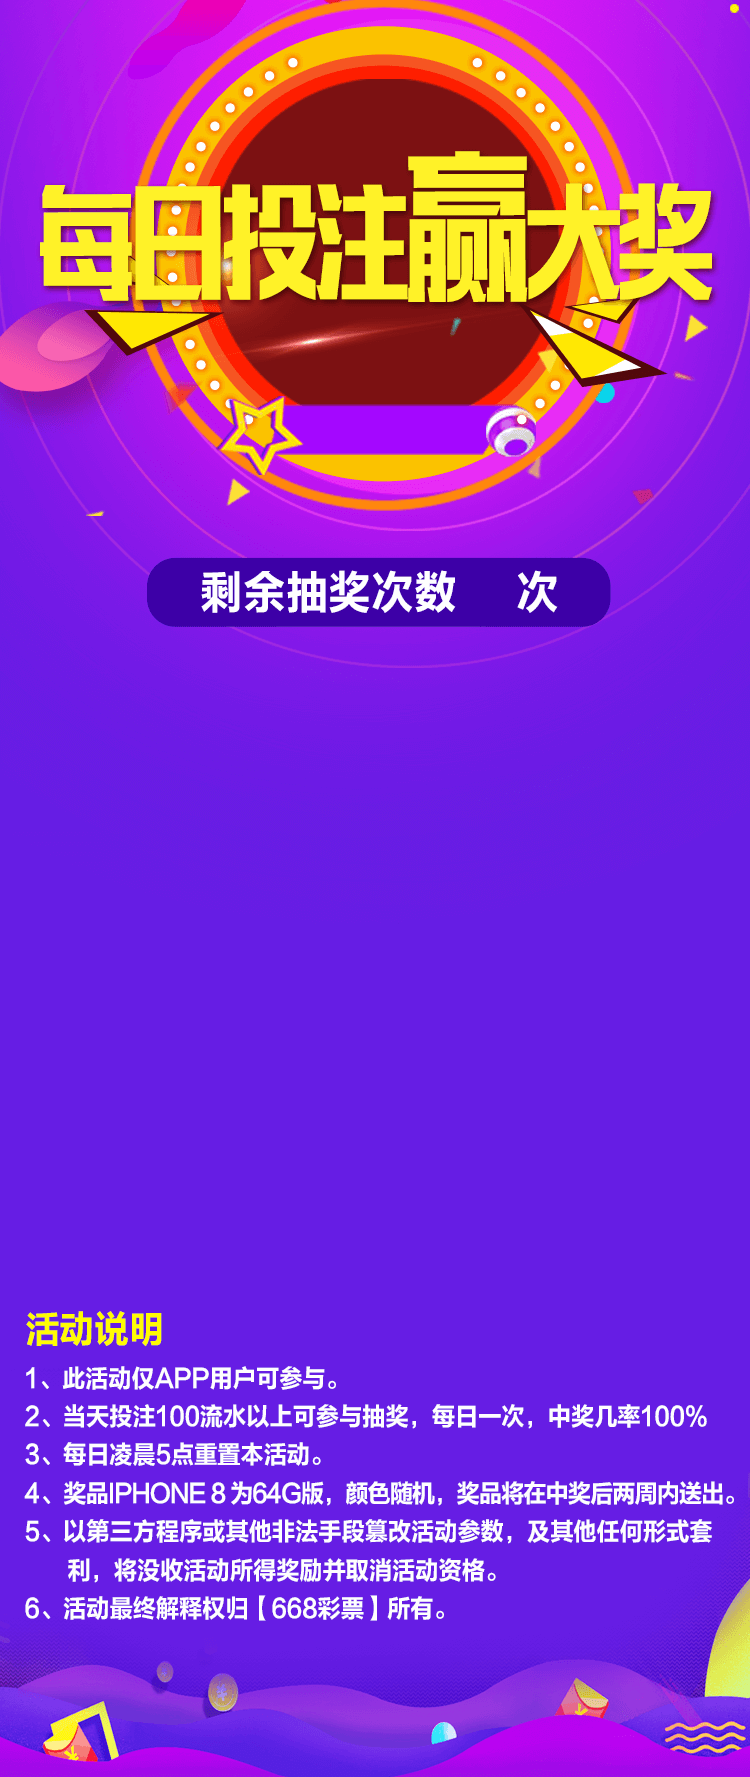 每日投注赢大奖
剩余抽奖次数 次
活动说明
1、此活动仅APP用户可参与。
2、当天投注100流水以上可参与抽奖，每日一次，中奖几率100%
3、每日凌晨5点重置本活动。
4、奖品IPHONE 8 为64G版，颜色随机，奖品将在中奖后两周内送出。
5、以第三方程序或其他非法手段篡改活动参数，及其他任何形式套
利，将没收活动所得奖励并取消活动资格。
6、活动最终解释权归【668彩票】所有。